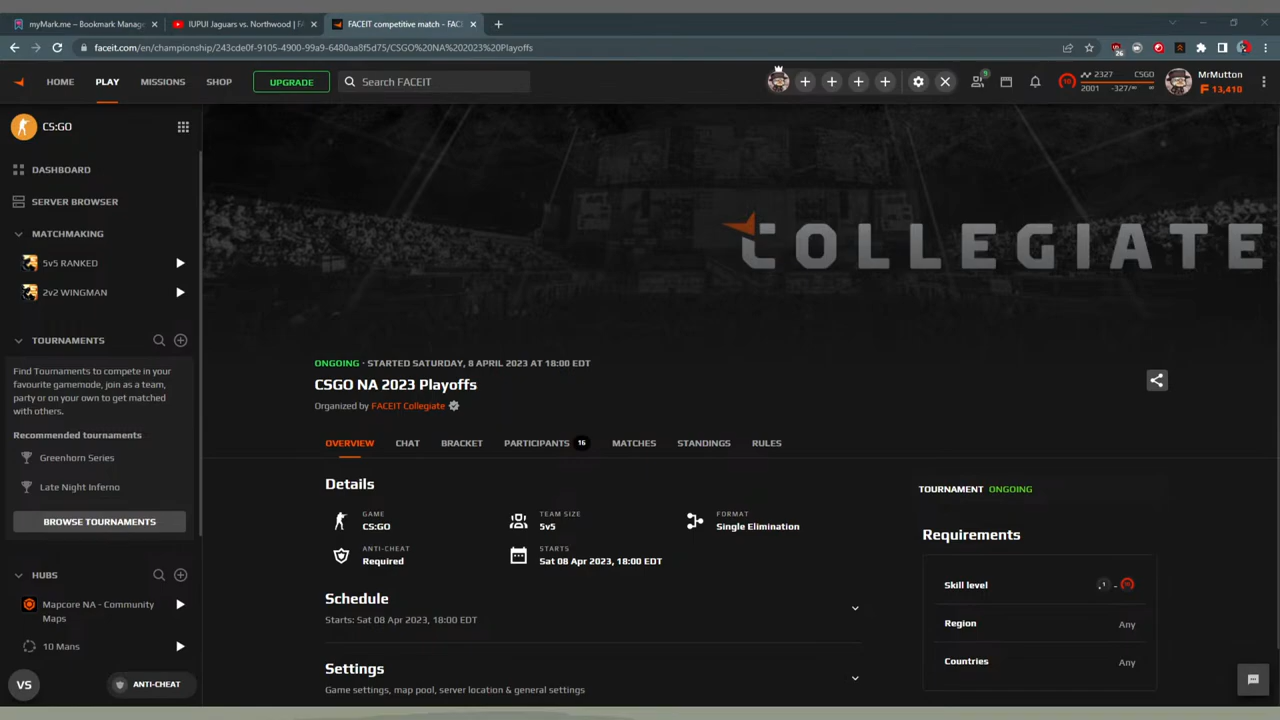 myMark.me – Bookmark Manag
IUPUI Jaguars vs. Northwood | FA
FACEIT competitive match - FACE
faceit.com/en/championship/243cde0f-9105-4900-99a9-6480aa8f5d75/CSGO%20NA%202023%20Playoffs
26
HOME
PLAY
MISSIONS
SHOP
UPGRADE
Search FACEIT
9
10
2327
CSGO
2001
-327/∞
∞
MrMutton
13,410
CS:GO
DASHBOARD
SERVER BROWSER
MATCHMAKING
5v5 RANKED
2v2 WINGMAN
TOURNAMENTS
Find Tournaments to compete in your
favourite gamemode, join as a team,
party or on your own to get matched
with others.
Recommended tournaments
Greenhorn Series
Late Night Inferno
BROWSE TOURNAMENTS
HUBS
Mapcore NA - Community
Maps
10 Mans
VS
ANTI-CHEAT
COLLEGIATE
ONGOING - STARTED SATURDAY, 8 APRIL 2023 AT 18:00 EDT
CSGO NA 2023 Playoffs
Organized by FACEIT Collegiate
OVERVIEW
CHAT
BRACKET
PARTICIPANTS 16
MATCHES
STANDINGS
RULES
Details
GAME
CS:GO
TEAM SIZE
5v5
FORMAT
Single Elimination
ANTI-CHEAT
Required
STARTS
Sat 08 Apr 2023, 18:00 EDT
Schedule
Starts: Sat 08 Apr 2023, 18:00 EDT
Settings
Game settings, map pool, server location & general settings
TOURNAMENT ONGOING
Requirements
Skill level
1 - 10
Region
Any
Countries
Any